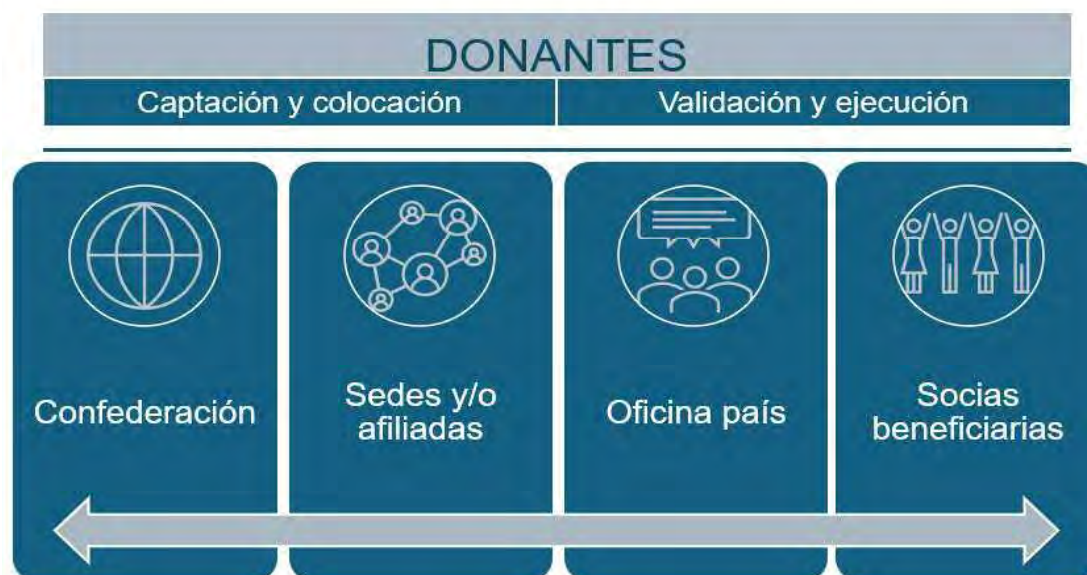 DONANTES
Captación y colocación
Validación y ejecución
Confederación
Sedes y/o
afiliadas
Oficina país
Socias
beneficiarias